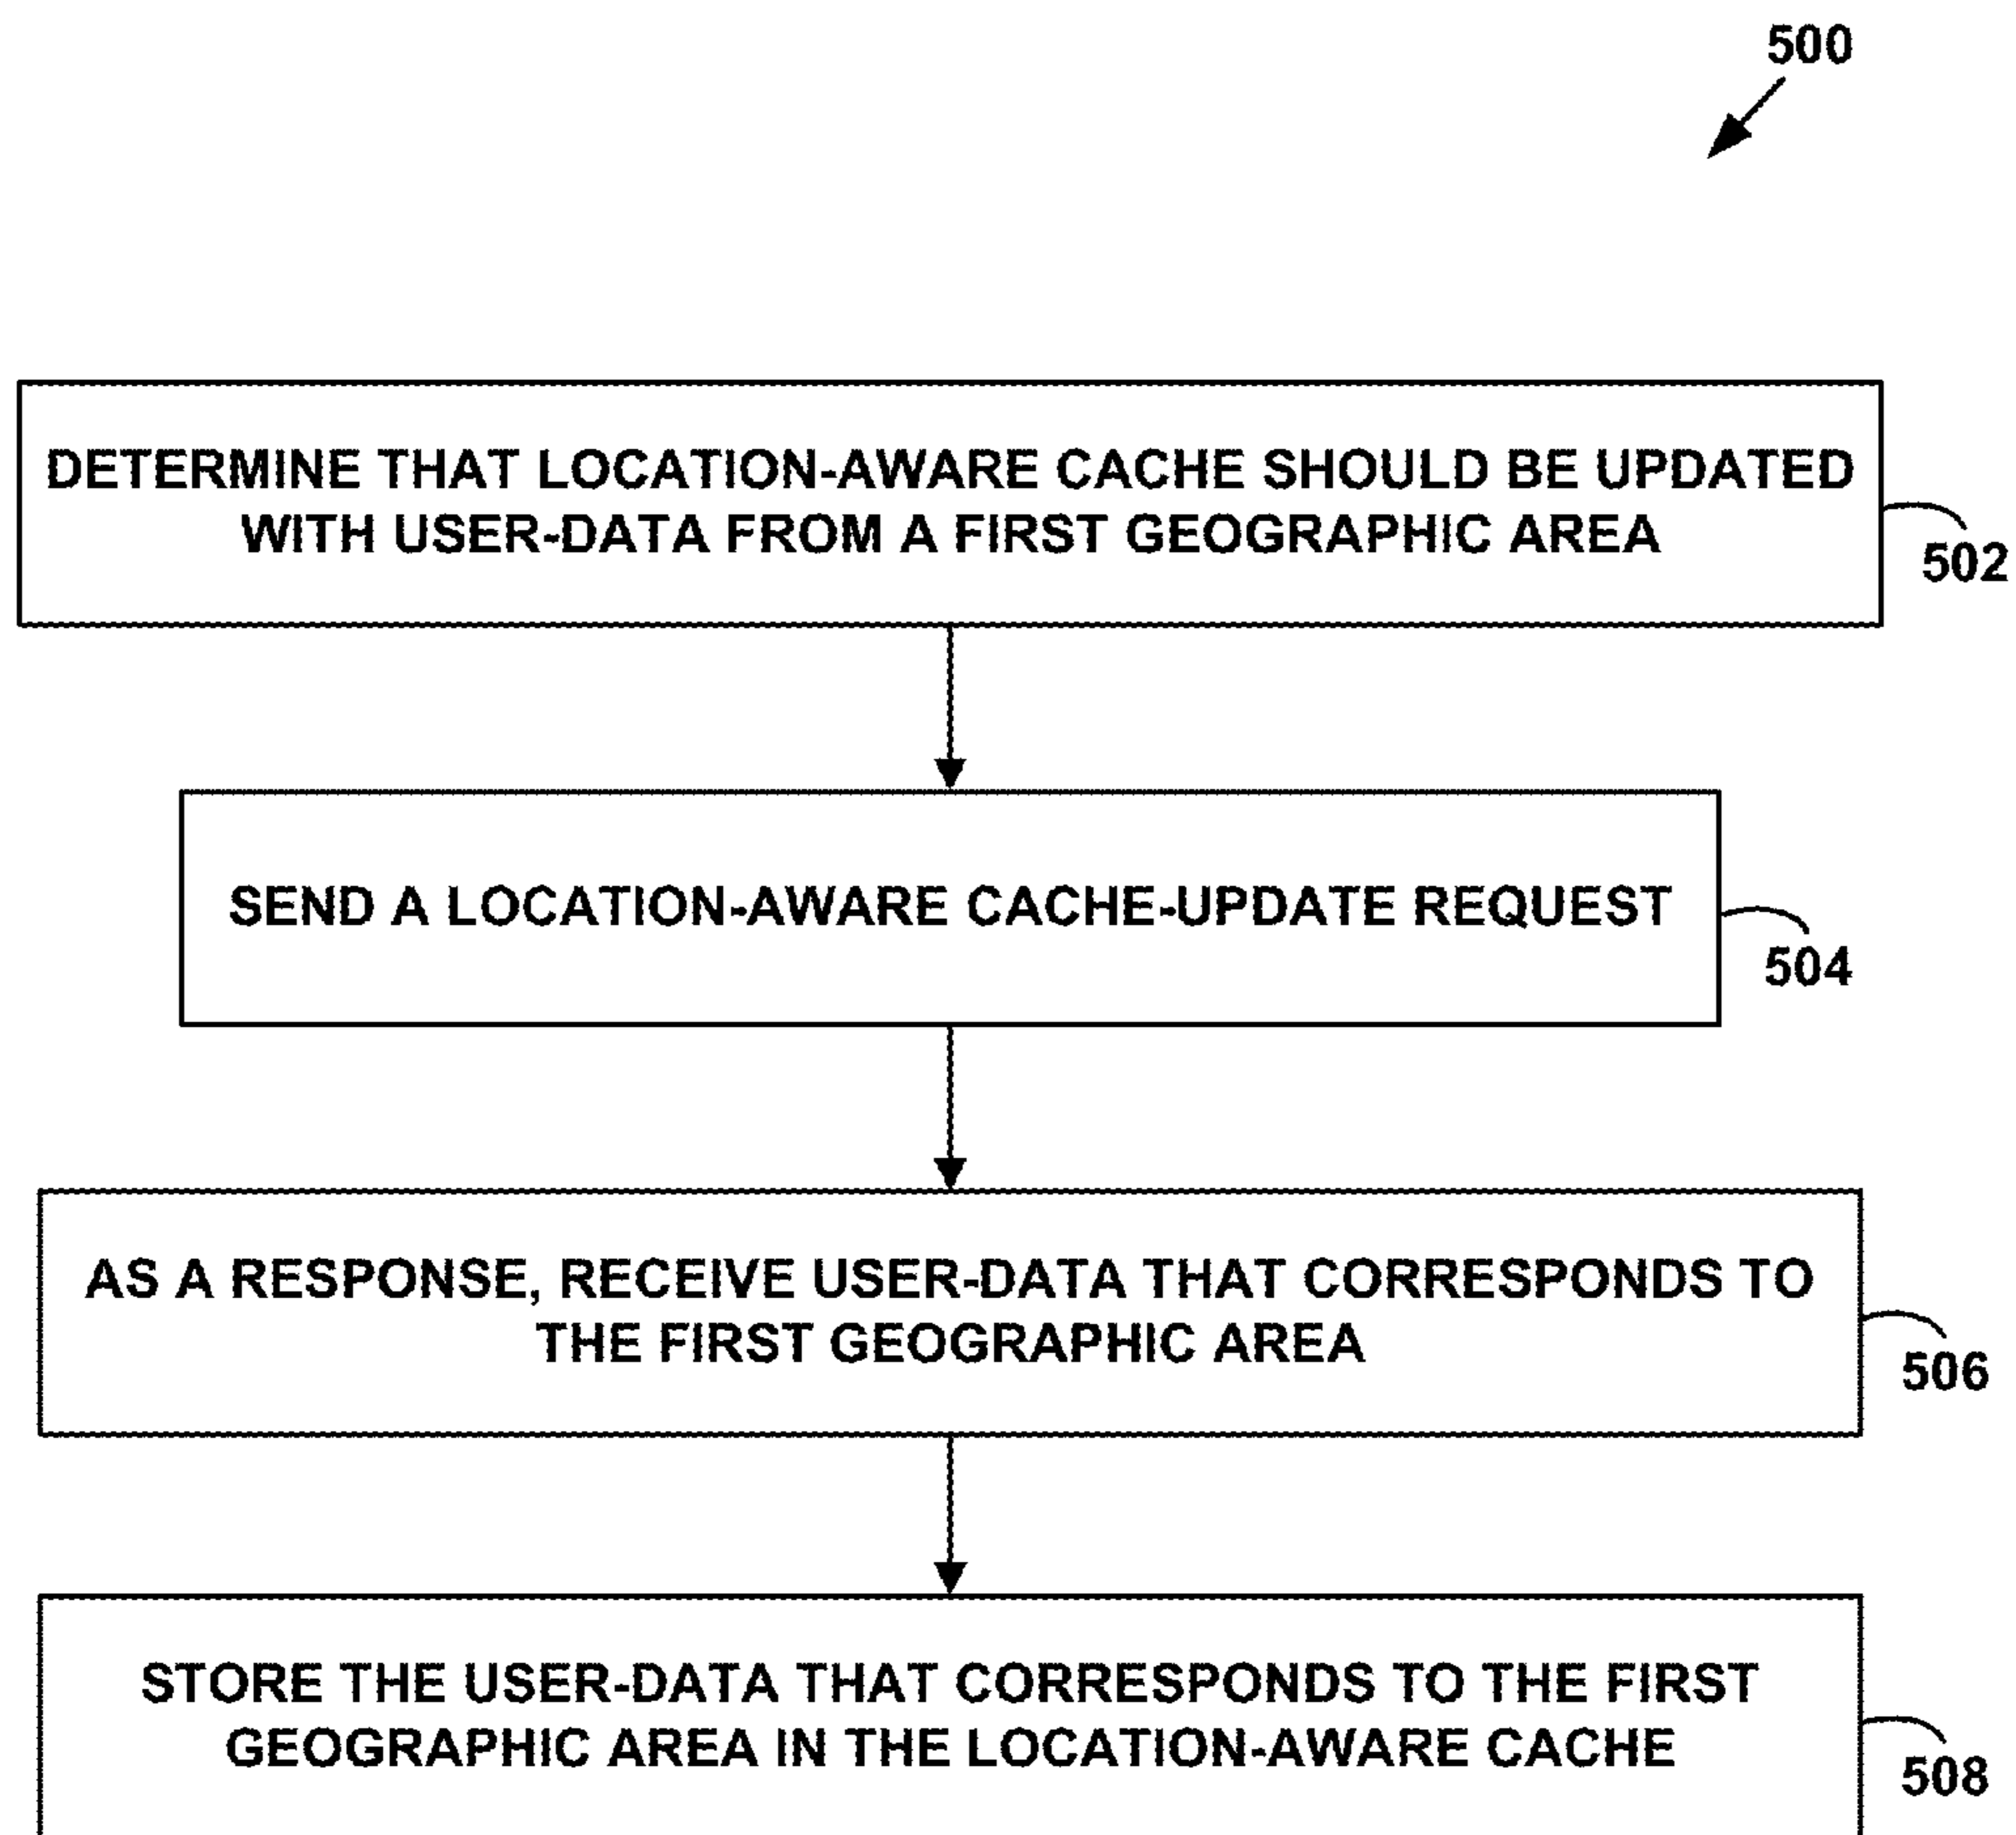 500
DETERMINE THAT LOCATION-AWARE CACHE SHOULD BE UPDATED
WITH USER-DATA FROM A FIRST GEOGRAPHIC AREA
502
SEND A LOCATION-AWARE CACHE-UPDATE REQUEST
504
AS A RESPONSE, RECEIVE USER-DATA THAT CORRESPONDS TO
THE FIRST GEOGRAPHIC AREA
506
STORE THE USER-DATA THAT CORRESPONDS TO THE FIRST
GEOGRAPHIC AREA IN THE LOCATION-AWARE CACHE
508